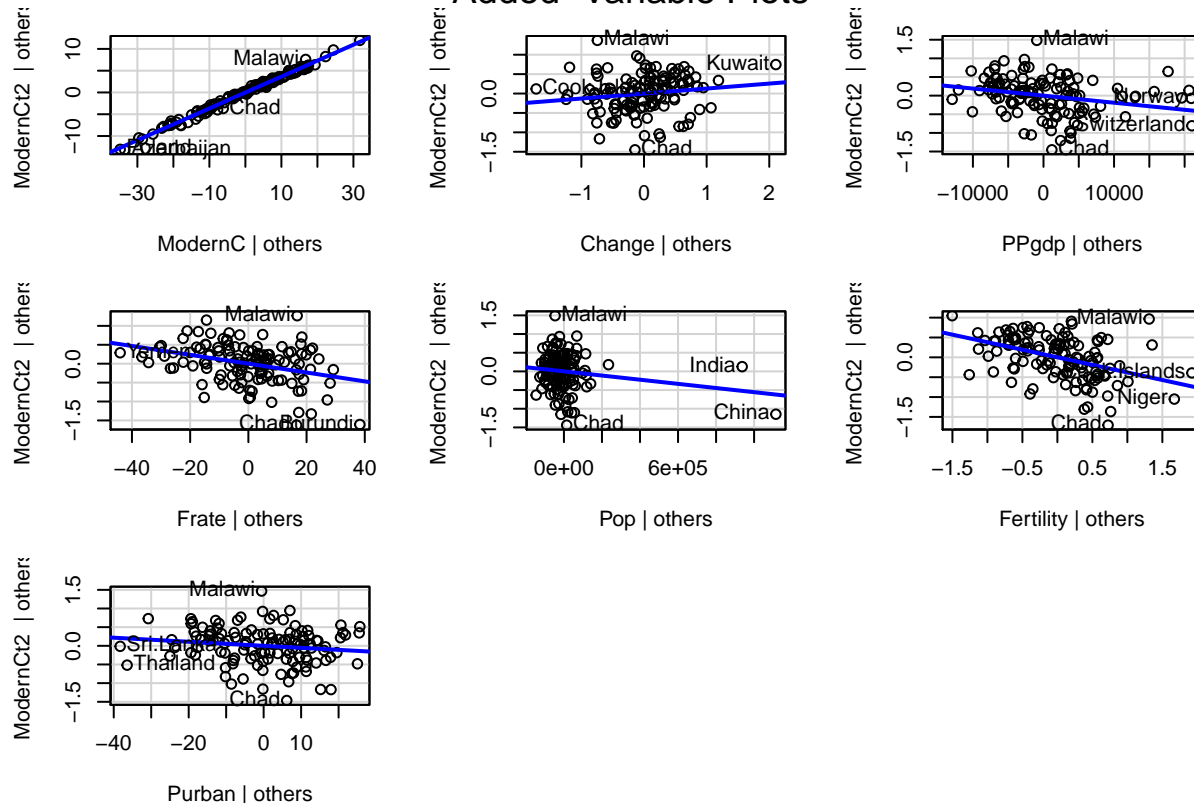 Added−Variable Plots
ModernCt2 | others
−10 0 10
Malawi
Chad
−30 −10 10 30
ModernC | others
ModernCt2 | others
−1.5 0.0
Malawi
Kuwait
Cook
Chad
−1 0 1 2
Change | others
ModernCt2 | others
−1.5 0.0 1.5
Malawi
Norway
Switzerland
Chad
−10000 0 10000
PPgdp | others
ModernCt2 | others
−1.5 0.0
Malawi
Chad
Burundi
−40 −20 0 20 40
Frate | others
ModernCt2 | others
−1.5 0.0 1.5
Malawi
India
China
Chad
0e+00 6e+05
Pop | others
ModernCt2 | others
−1.5 0.0
Malawi
.Islands
Niger
Chad
−1.5 −0.5 0.5 1.5
Fertility | others
ModernCt2 | others
−1.5 0.0 1.5
Malawi
Sri.Lanka
Thailand
Chad
−40 −20 0 10
Purban | others